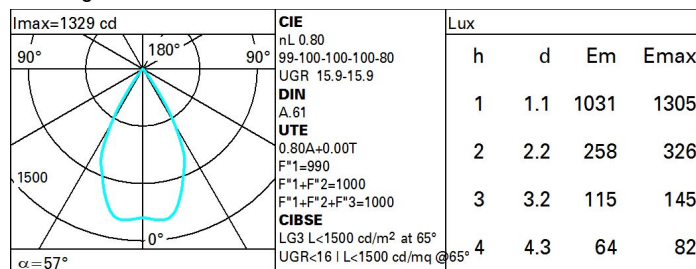 Imax=1329 cd
90° 180° 90°
1500
0°
α=57°
CIE
nL 0.80
99-100-100-100-80
UGR 15.9-15.9
DIN
A.61
UTE
0.80A+0.00T
F"1=990
F"1+F"2=1000
F"1+F"2+F"3=1000
CIBSE
LG3 L<1500 cd/m² at 65°
UGR<16 | L<1500 cd/mq @65°
Lux
h d Em Emax
1 1.1 1031 1305
2 2.2 258 326
3 3.2 115 145
4 4.3 64 82